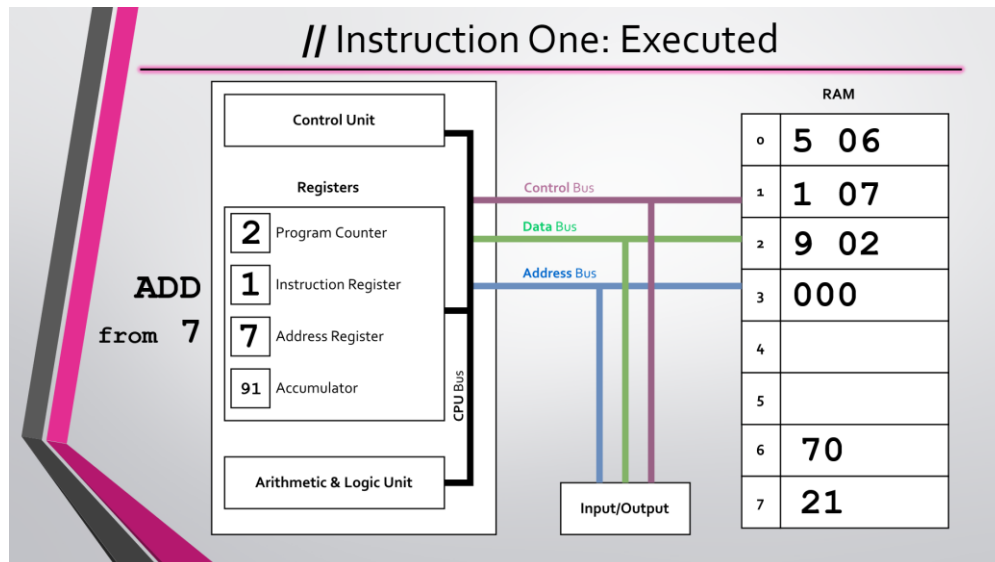 // Instruction One: Executed
RAM
Control Unit
Registers
2 Program Counter
1 Instruction Register
7 Address Register
91 Accumulator
ADD
from 7
CPU Bus
Arithmetic & Logic Unit
Control Bus
Data Bus
Address Bus
Input/Output
0 5 06
1 1 07
2 9 02
3 000
4
5
6 70
7 21